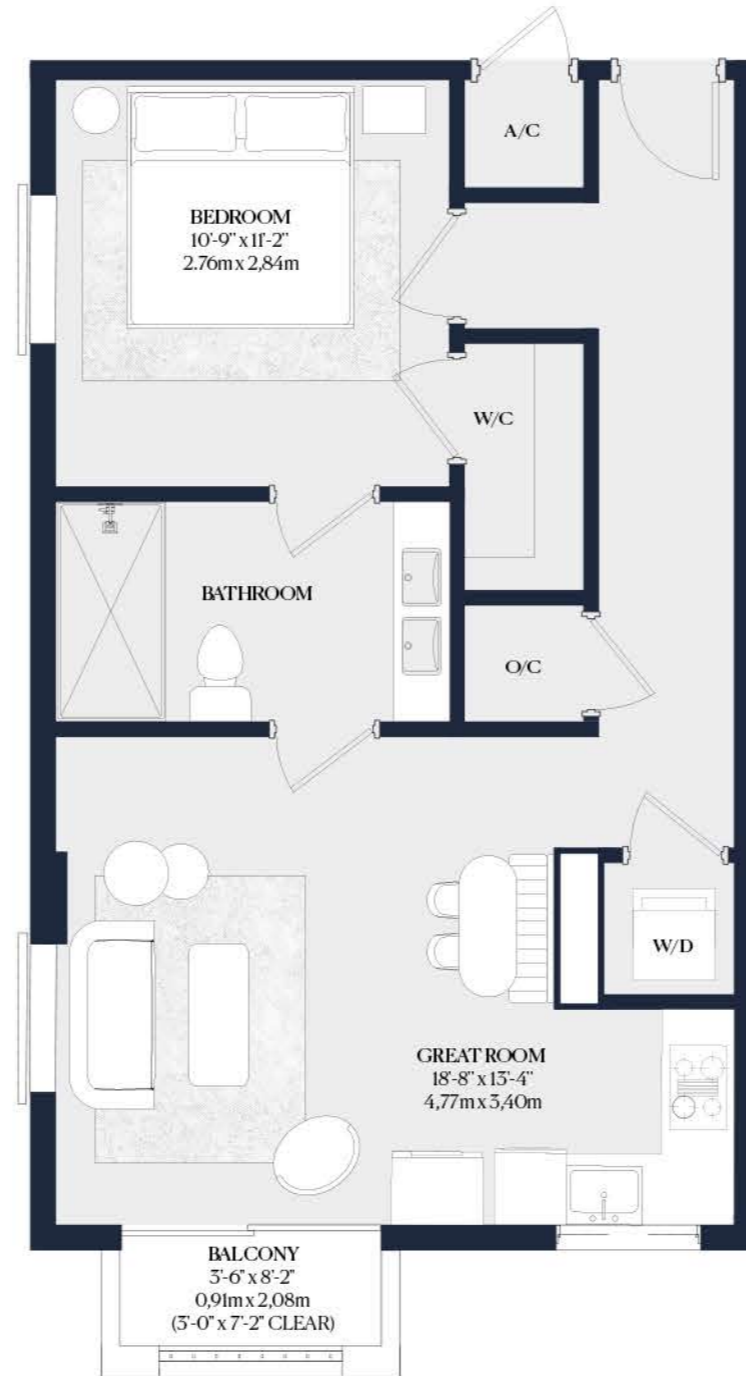 A/C
BEDROOM
10'-9" x 11'-2"
2.76m x 2,84m
W/C
BATHROOM
O/C
W/D
GREAT ROOM
18'-8" x 13'-4"
4,77m x 3,40m
BALCONY
3'-6" x 8'-2"
0,91m x 2,08m
(3'-0" x 7'-2" CLEAR)